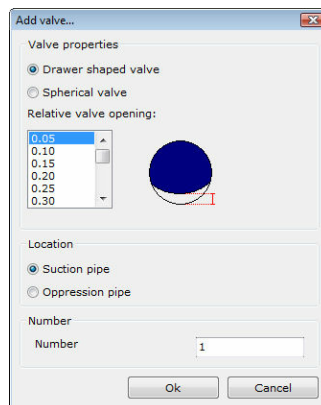 Add valve...
Valve properties
Drawer shaped valve
Spherical valve
Relative valve opening:
0.05
0.10
0.15
0.20
0.25
0.30
Location
Suction pipe
Oppression pipe
Number
Number
1
Ok
Cancel